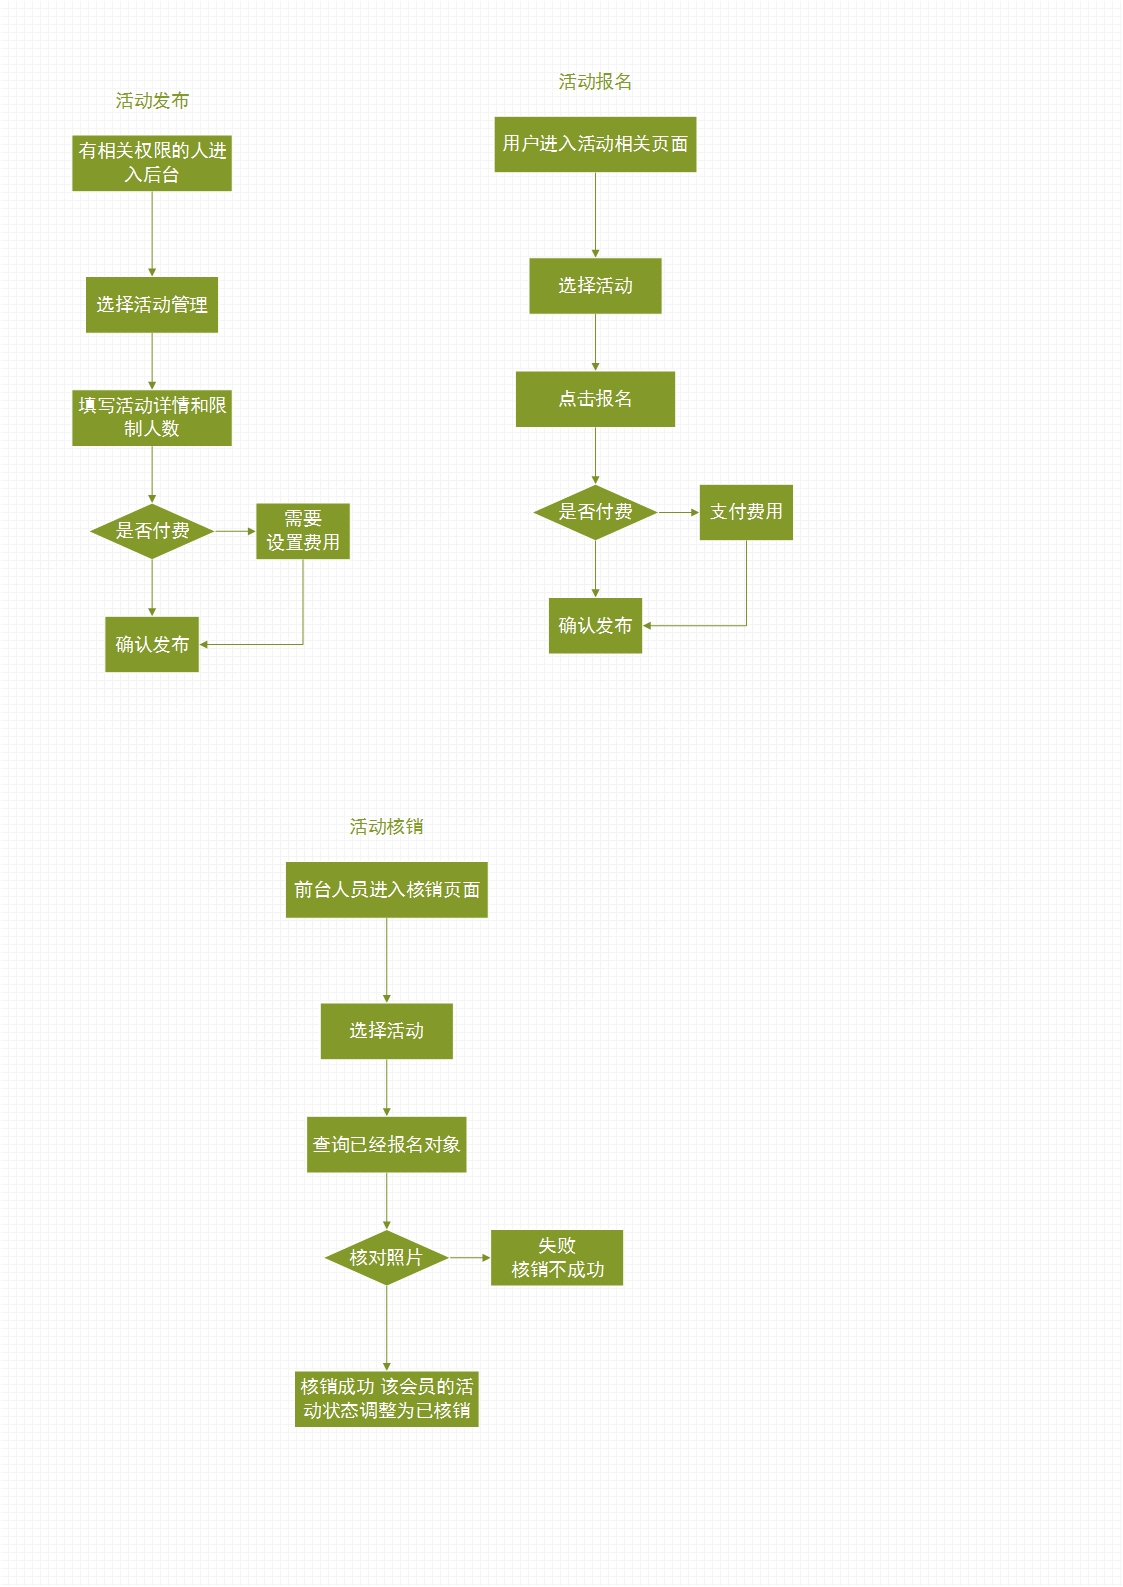 活动发布
有相关权限的人进
入后台
选择活动管理
填写活动详情和限
制人数
是否付费
需要
设置费用
确认发布
活动报名
用户进入活动相关页面
选择活动
点击报名
是否付费
支付费用
确认发布
活动核销
前台人员进入核销页面
选择活动
查询已经报名对象
核对照片
失败
核销不成功
核销成功 该会员的活
动状态调整为已核销